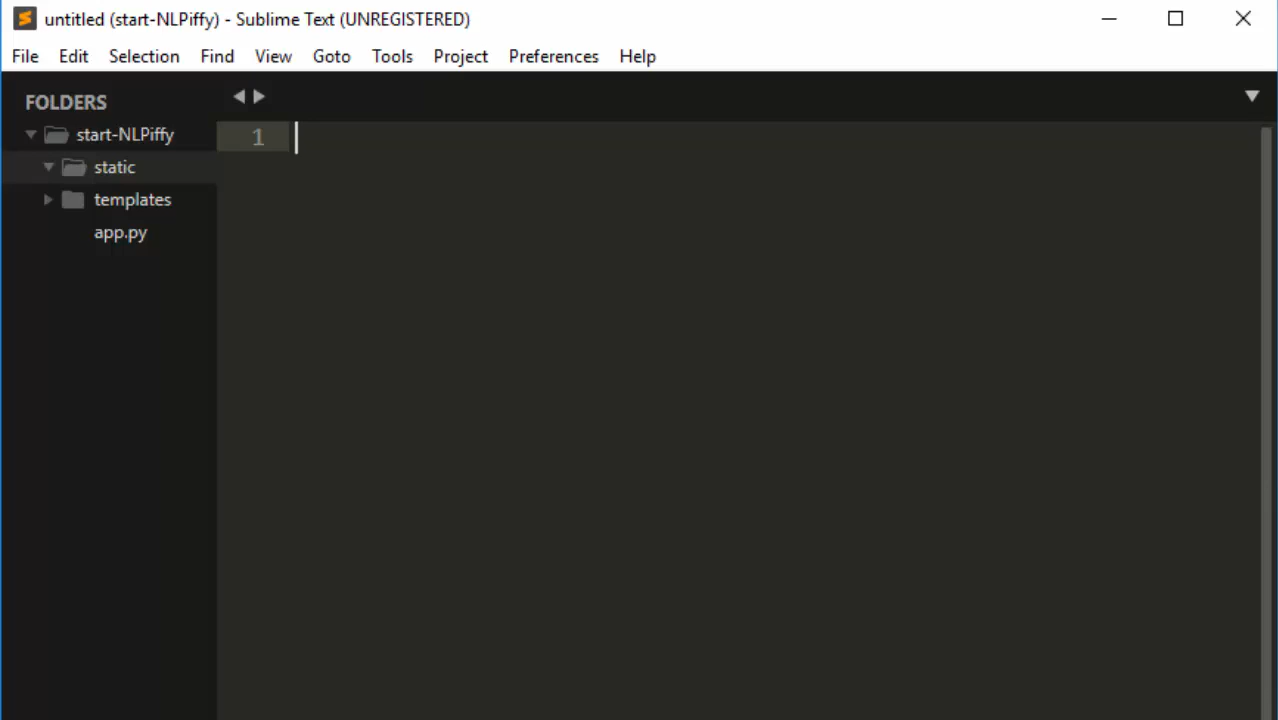 untitled (start-NLPiffy) - Sublime Text (UNREGISTERED)
File Edit Selection Find View Goto Tools Project Preferences Help
FOLDERS
start-NLPiffy
1
static
templates
app.py